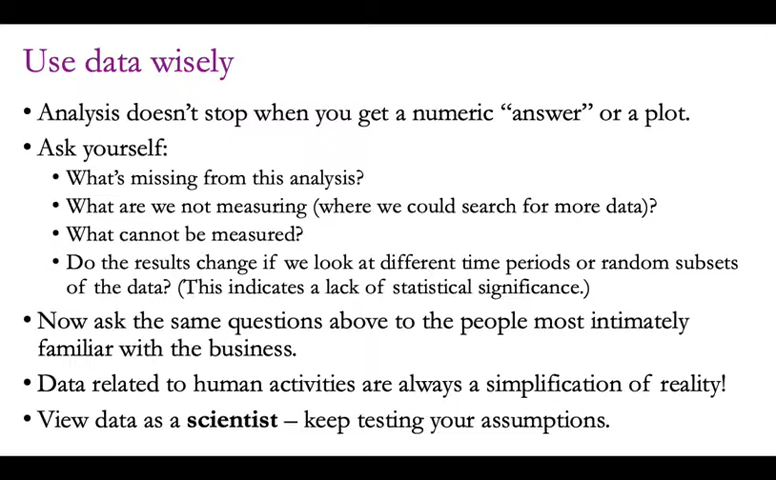 Use data wisely
• Analysis doesn't stop when you get a numeric “answer” or a plot.
• Ask yourself:
• What's missing from this analysis?
• What are we not measuring (where we could search for more data)?
• What cannot be measured?
• Do the results change if we look at different time periods or random subsets
of the data? (This indicates a lack of statistical significance.)
• Now ask the same questions above to the people most intimately
familiar with the business.
• Data related to human activities are always a simplification of reality!
• View data as a scientist – keep testing your assumptions.